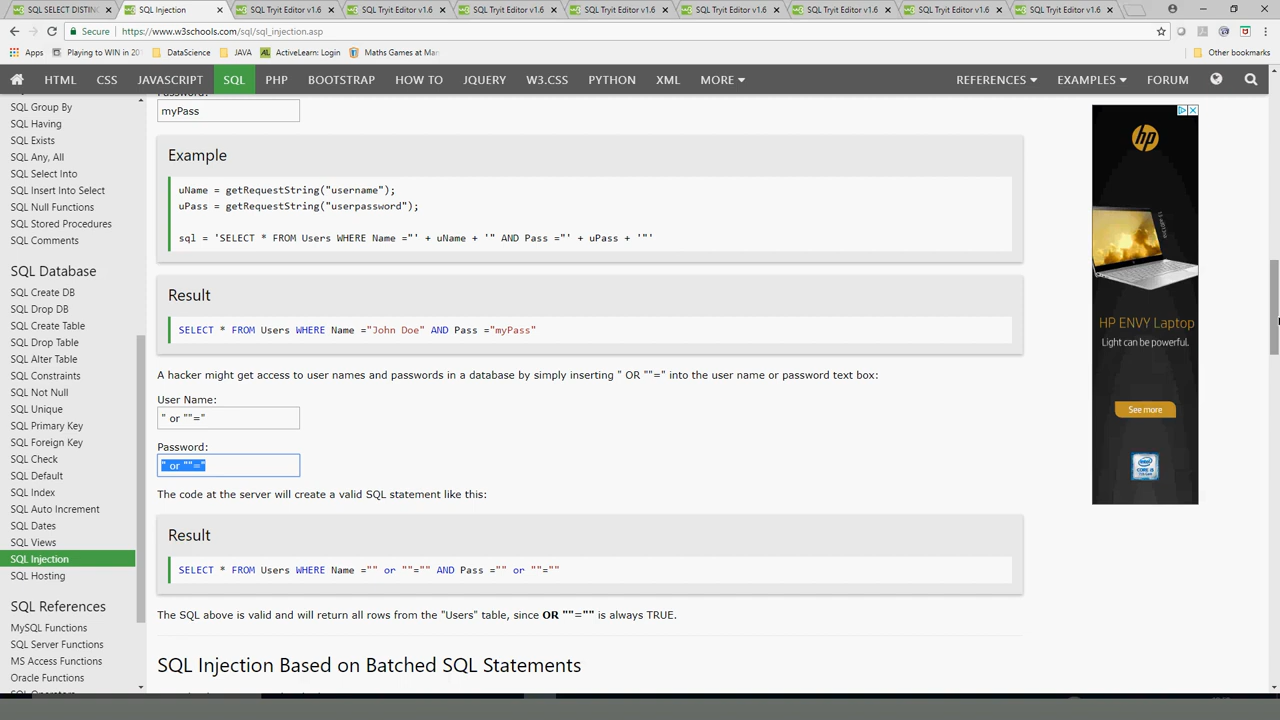 SQL SELECT DISTINC
SQL Injection
SQL Tryit Editor v1.6
SQL Tryit Editor v1.6
SQL Tryit Editor v1.6
SQL Tryit Editor v1.6
SQL Tryit Editor v1.6
SQL Tryit Editor v1.6
SQL Tryit Editor v1.6
SQL Tryit Editor v1.6
Secure
https://www.w3schools.com/sql/sql_injection.asp
Apps
Playing to WIN in 20
DataScience
JAVA
ActiveLearn: Login
Maths Games at Man
Other bookmarks
HTML CSS JAVASCRIPT SQL PHP BOOTSTRAP HOW TO JQUERY W3.CSS PYTHON XML MORE REFERENCES EXAMPLES FORUM
SQL Group By
SQL Having
SQL Exists
SQL Any, All
SQL Select Into
SQL Insert Into Select
SQL Null Functions
SQL Stored Procedures
SQL Comments
SQL Database
SQL Create DB
SQL Drop DB
SQL Create Table
SQL Drop Table
SQL Alter Table
SQL Constraints
SQL Not Null
SQL Unique
SQL Primary Key
SQL Foreign Key
SQL Check
SQL Default
SQL Index
SQL Auto Increment
SQL Dates
SQL Views
SQL Injection
SQL Hosting
SQL References
MySQL Functions
SQL Server Functions
MS Access Functions
Oracle Functions
SQL Operators
Password:
myPass
Example
uName = getRequestString("username");
uPass = getRequestString("userpassword");
sql = 'SELECT * FROM Users WHERE Name ="' + uName + '" AND Pass ="' + uPass + '"'
Result
SELECT * FROM Users WHERE Name ="John Doe" AND Pass ="myPass"
A hacker might get access to user names and passwords in a database by simply inserting " OR ""=" into the user name or password text box:
User Name:
" or ""="
Password:
" or ""="
The code at the server will create a valid SQL statement like this:
Result
SELECT * FROM Users WHERE Name ="" or ""="" AND Pass ="" or ""=""
The SQL above is valid and will return all rows from the "Users" table, since OR ""="" is always TRUE.
SQL Injection Based on Batched SQL Statements
hp
HP ENVY Laptop
Light can be powerful.
See more